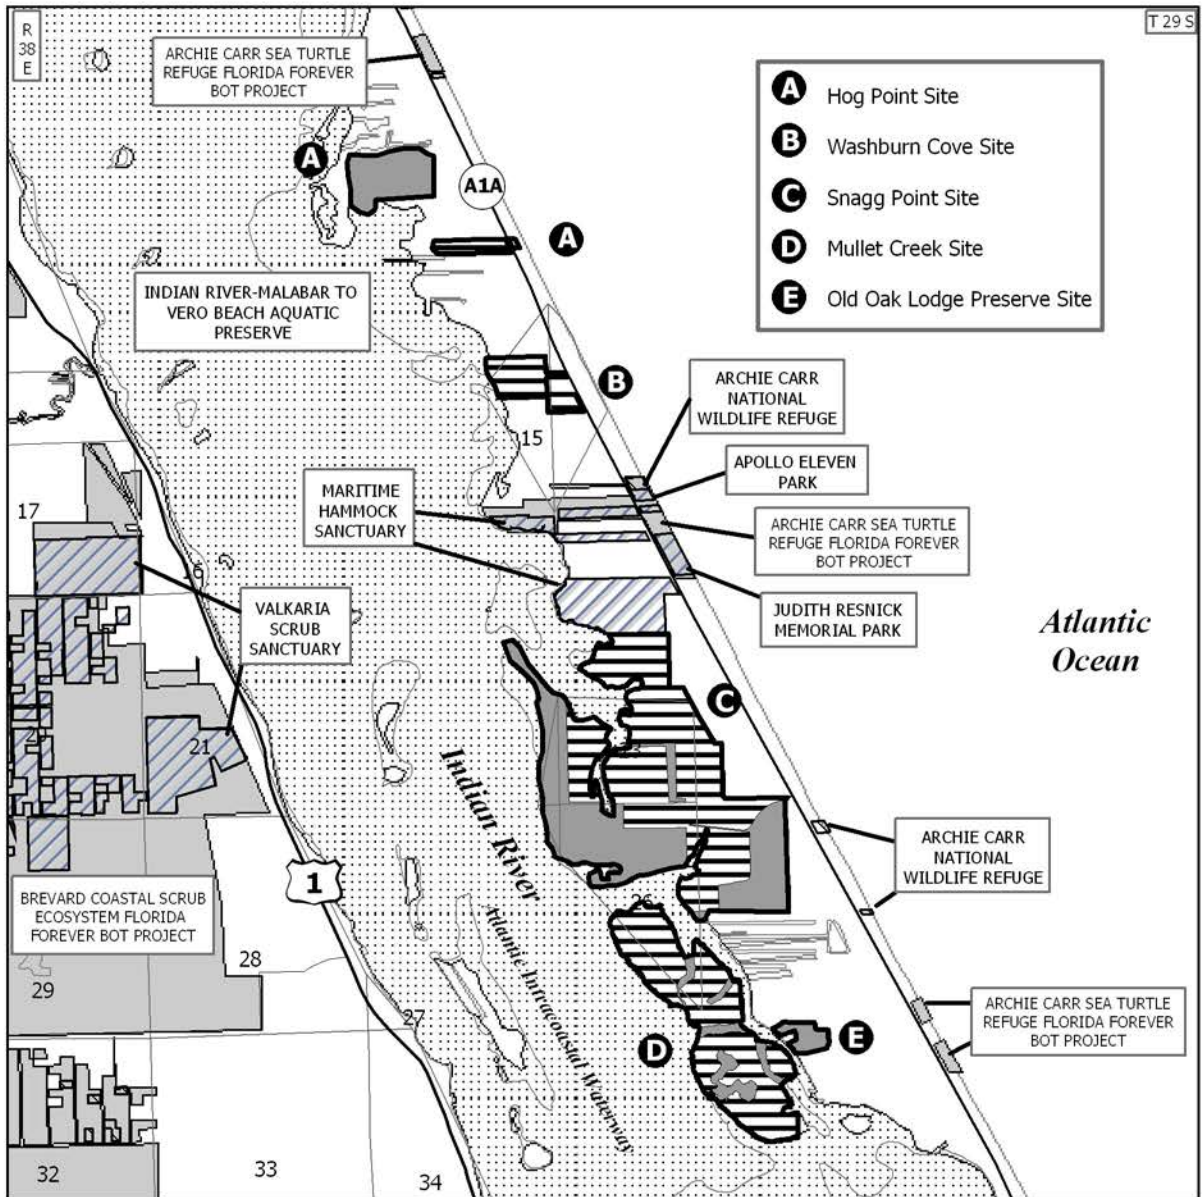 R
38
E
T 29 S
ARCHIE CARR SEA TURTLE
REFUGE FLORIDA FOREVER
BOT PROJECT
A Hog Point Site
B Washburn Cove Site
C Snagg Point Site
D Mullet Creek Site
E Old Oak Lodge Preserve Site
A
A1A
A
INDIAN RIVER-MALABAR TO
VERO BEACH AQUATIC
PRESERVE
B
ARCHIE CARR
NATIONAL
WILDLIFE REFUGE
15
APOLLO ELEVEN
PARK
MARITIME
HAMMOCK
SANCTUARY
17
ARCHIE CARR SEA TURTLE
REFUGE FLORIDA FOREVER
BOT PROJECT
16
VALKARIA
SCRUB
SANCTUARY
JUDITH RESNICK
MEMORIAL PARK
Atlantic
Ocean
C
21
Indian River
1
ARCHIE CARR
NATIONAL
WILDLIFE REFUGE
BREVARD COASTAL SCRUB
ECOSYSTEM FLORIDA
FOREVER BOT PROJECT
26
Atlantic Intracoastal Waterway
28
29
27
ARCHIE CARR SEA TURTLE
REFUGE FLORIDA FOREVER
BOT PROJECT
D
E
32
33
34